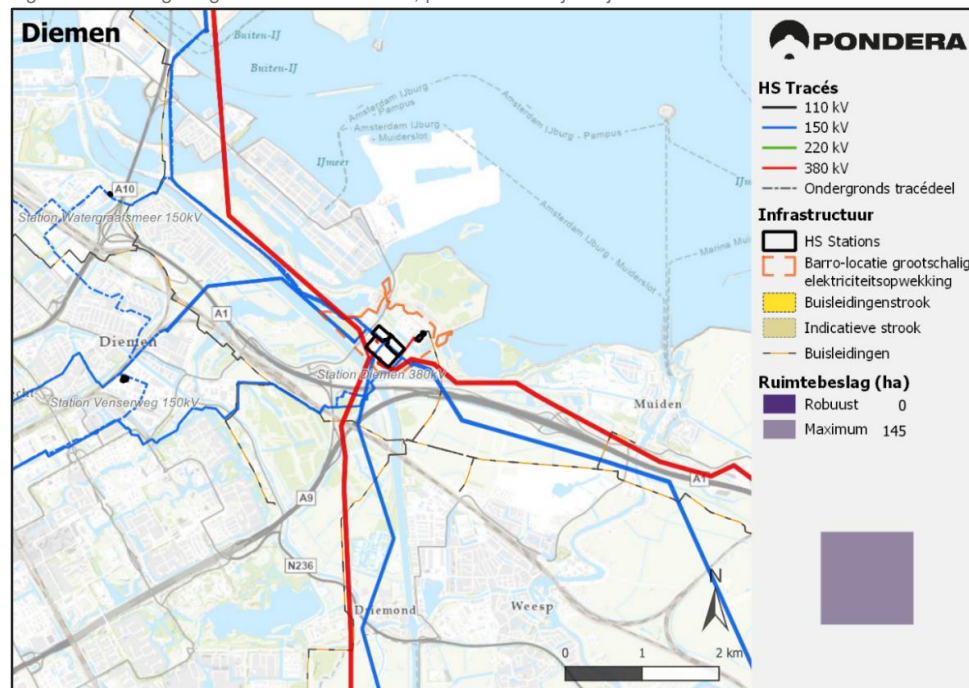 Diemen
Buiten-IJ
Buiten-IJ
Amsterdam IJburg
- Pampus
Amsterdam IJburg
- Muiderslot
Amsterdam IJburg - Pampus
IJmeer
Amsterdam IJburg - Muiderslot
A10
Station Watergraafsmeer 150kV
A1
Diemen
Station Diemen 380kV
Station Venserweg 150kV
Muiden
A1
A9
N236
Driemond
Weesp
N
0 1 2 km
PONDERA
HS Tracés
110 kV
150 kV
220 kV
380 kV
Ondergronds tracédeel
Infrastructuur
HS Stations
Barro-locatie grootschalig
elektriciteitsopwekking
Buisleidingenstrook
Indicatieve strook
Buisleidingen
Ruimtebeslag (ha)
Robuust 0
Maximum 145